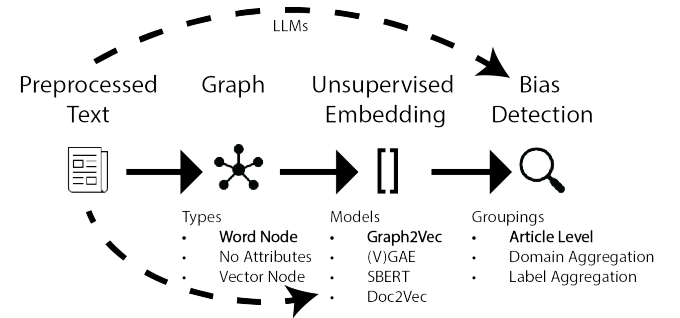 LLMs
Preprocessed
Text
Graph
Unsupervised
Embedding
Bias
Detection
[]
Types
• Word Node
• No Attributes
• Vector Node
Models
• Graph2Vec
• (V)GAE
• SBERT
• Doc2Vec
Groupings
• Article Level
• Domain Aggregation
• Label Aggregation